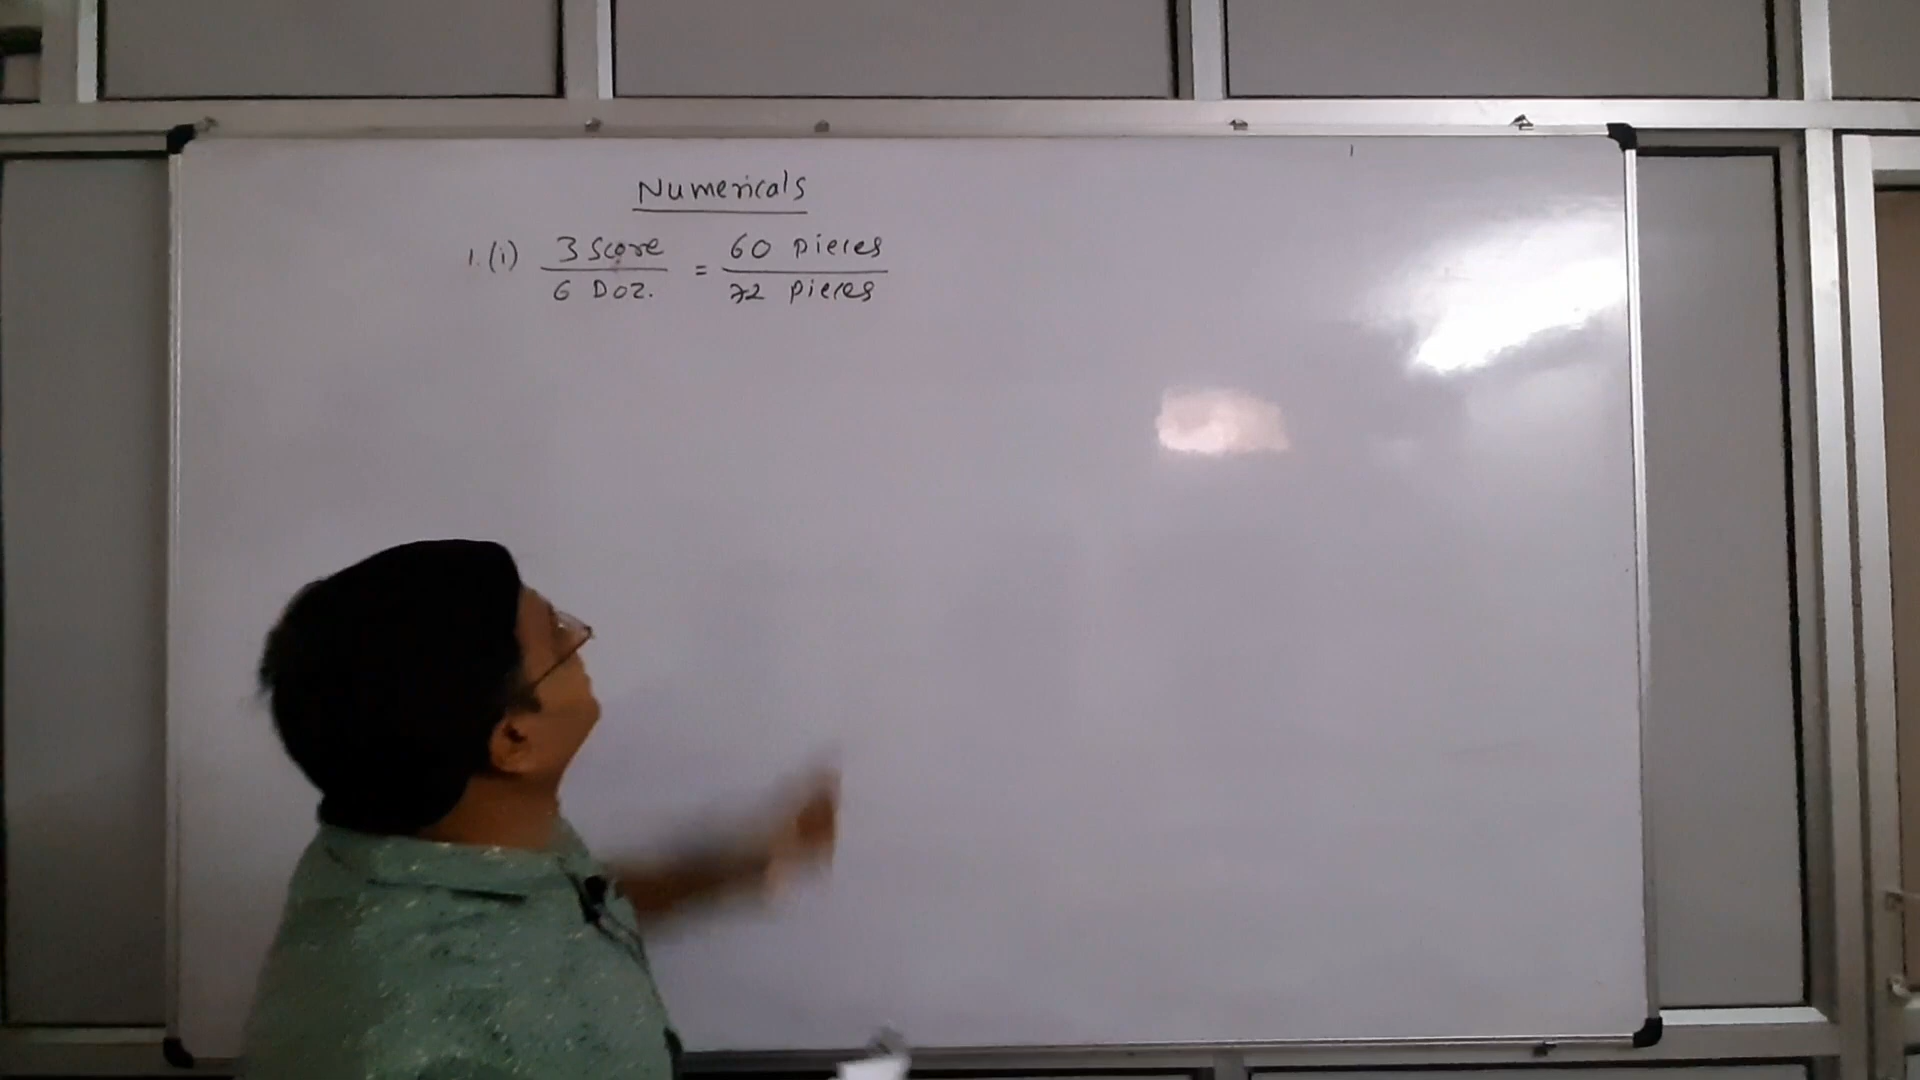 Numericals
1. (i) 3 Score = 60 pieces
6 Doz. 72 pieces